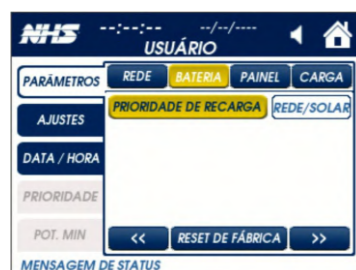 NHS --:--:-- --/--/----
USUÁRIO
PARÂMETROS REDE BATERIA PAINEL CARGA
PRIORIDADE DE RECARGA REDE/SOLAR
AJUSTES
DATA / HORA
PRIORIDADE
POT. MIN << RESET DE FÁBRICA >>
MENSAGEM DE STATUS